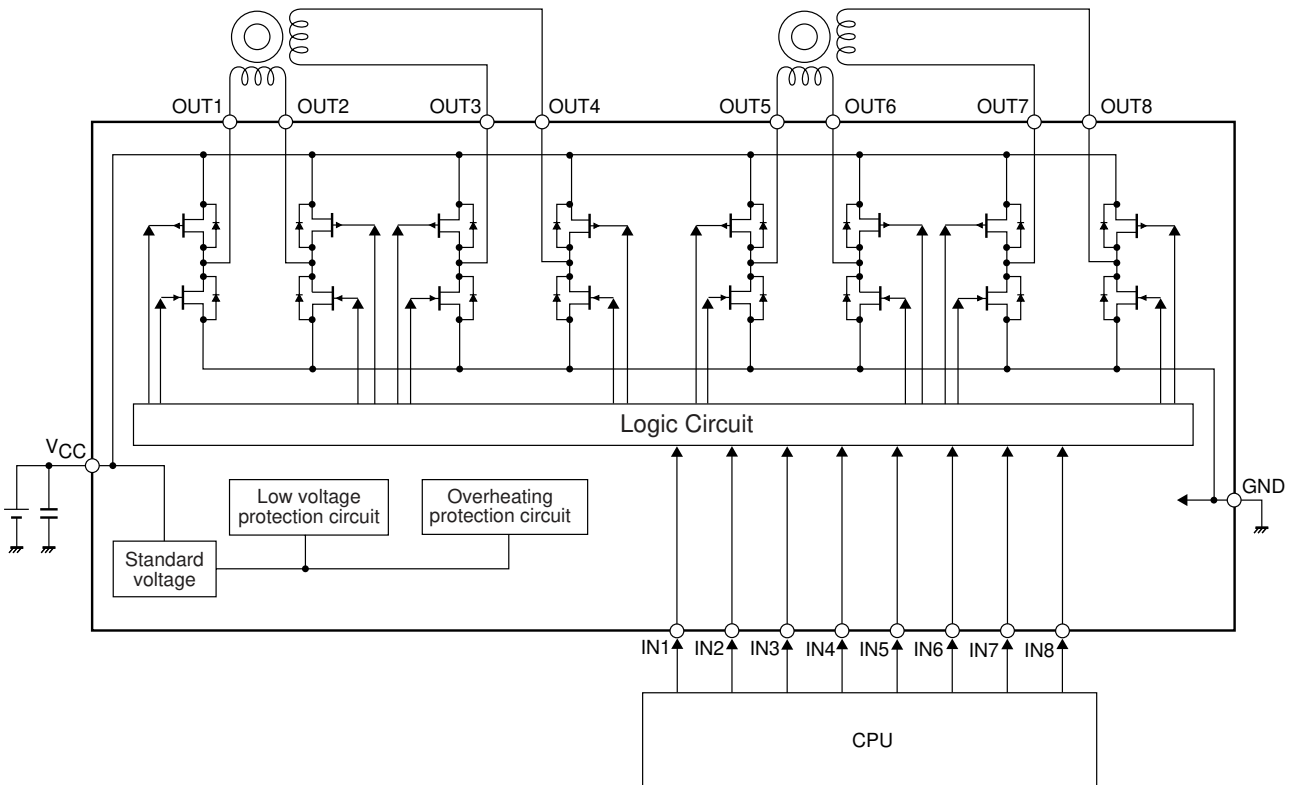 OUT1 OUT2 OUT3 OUT4 OUT5 OUT6 OUT7 OUT8
Logic Circuit
VCC
Low voltage
protection circuit
Overheating
protection circuit
GND
Standard
voltage
IN1 IN2 IN3 IN4 IN5 IN6 IN7 IN8
CPU